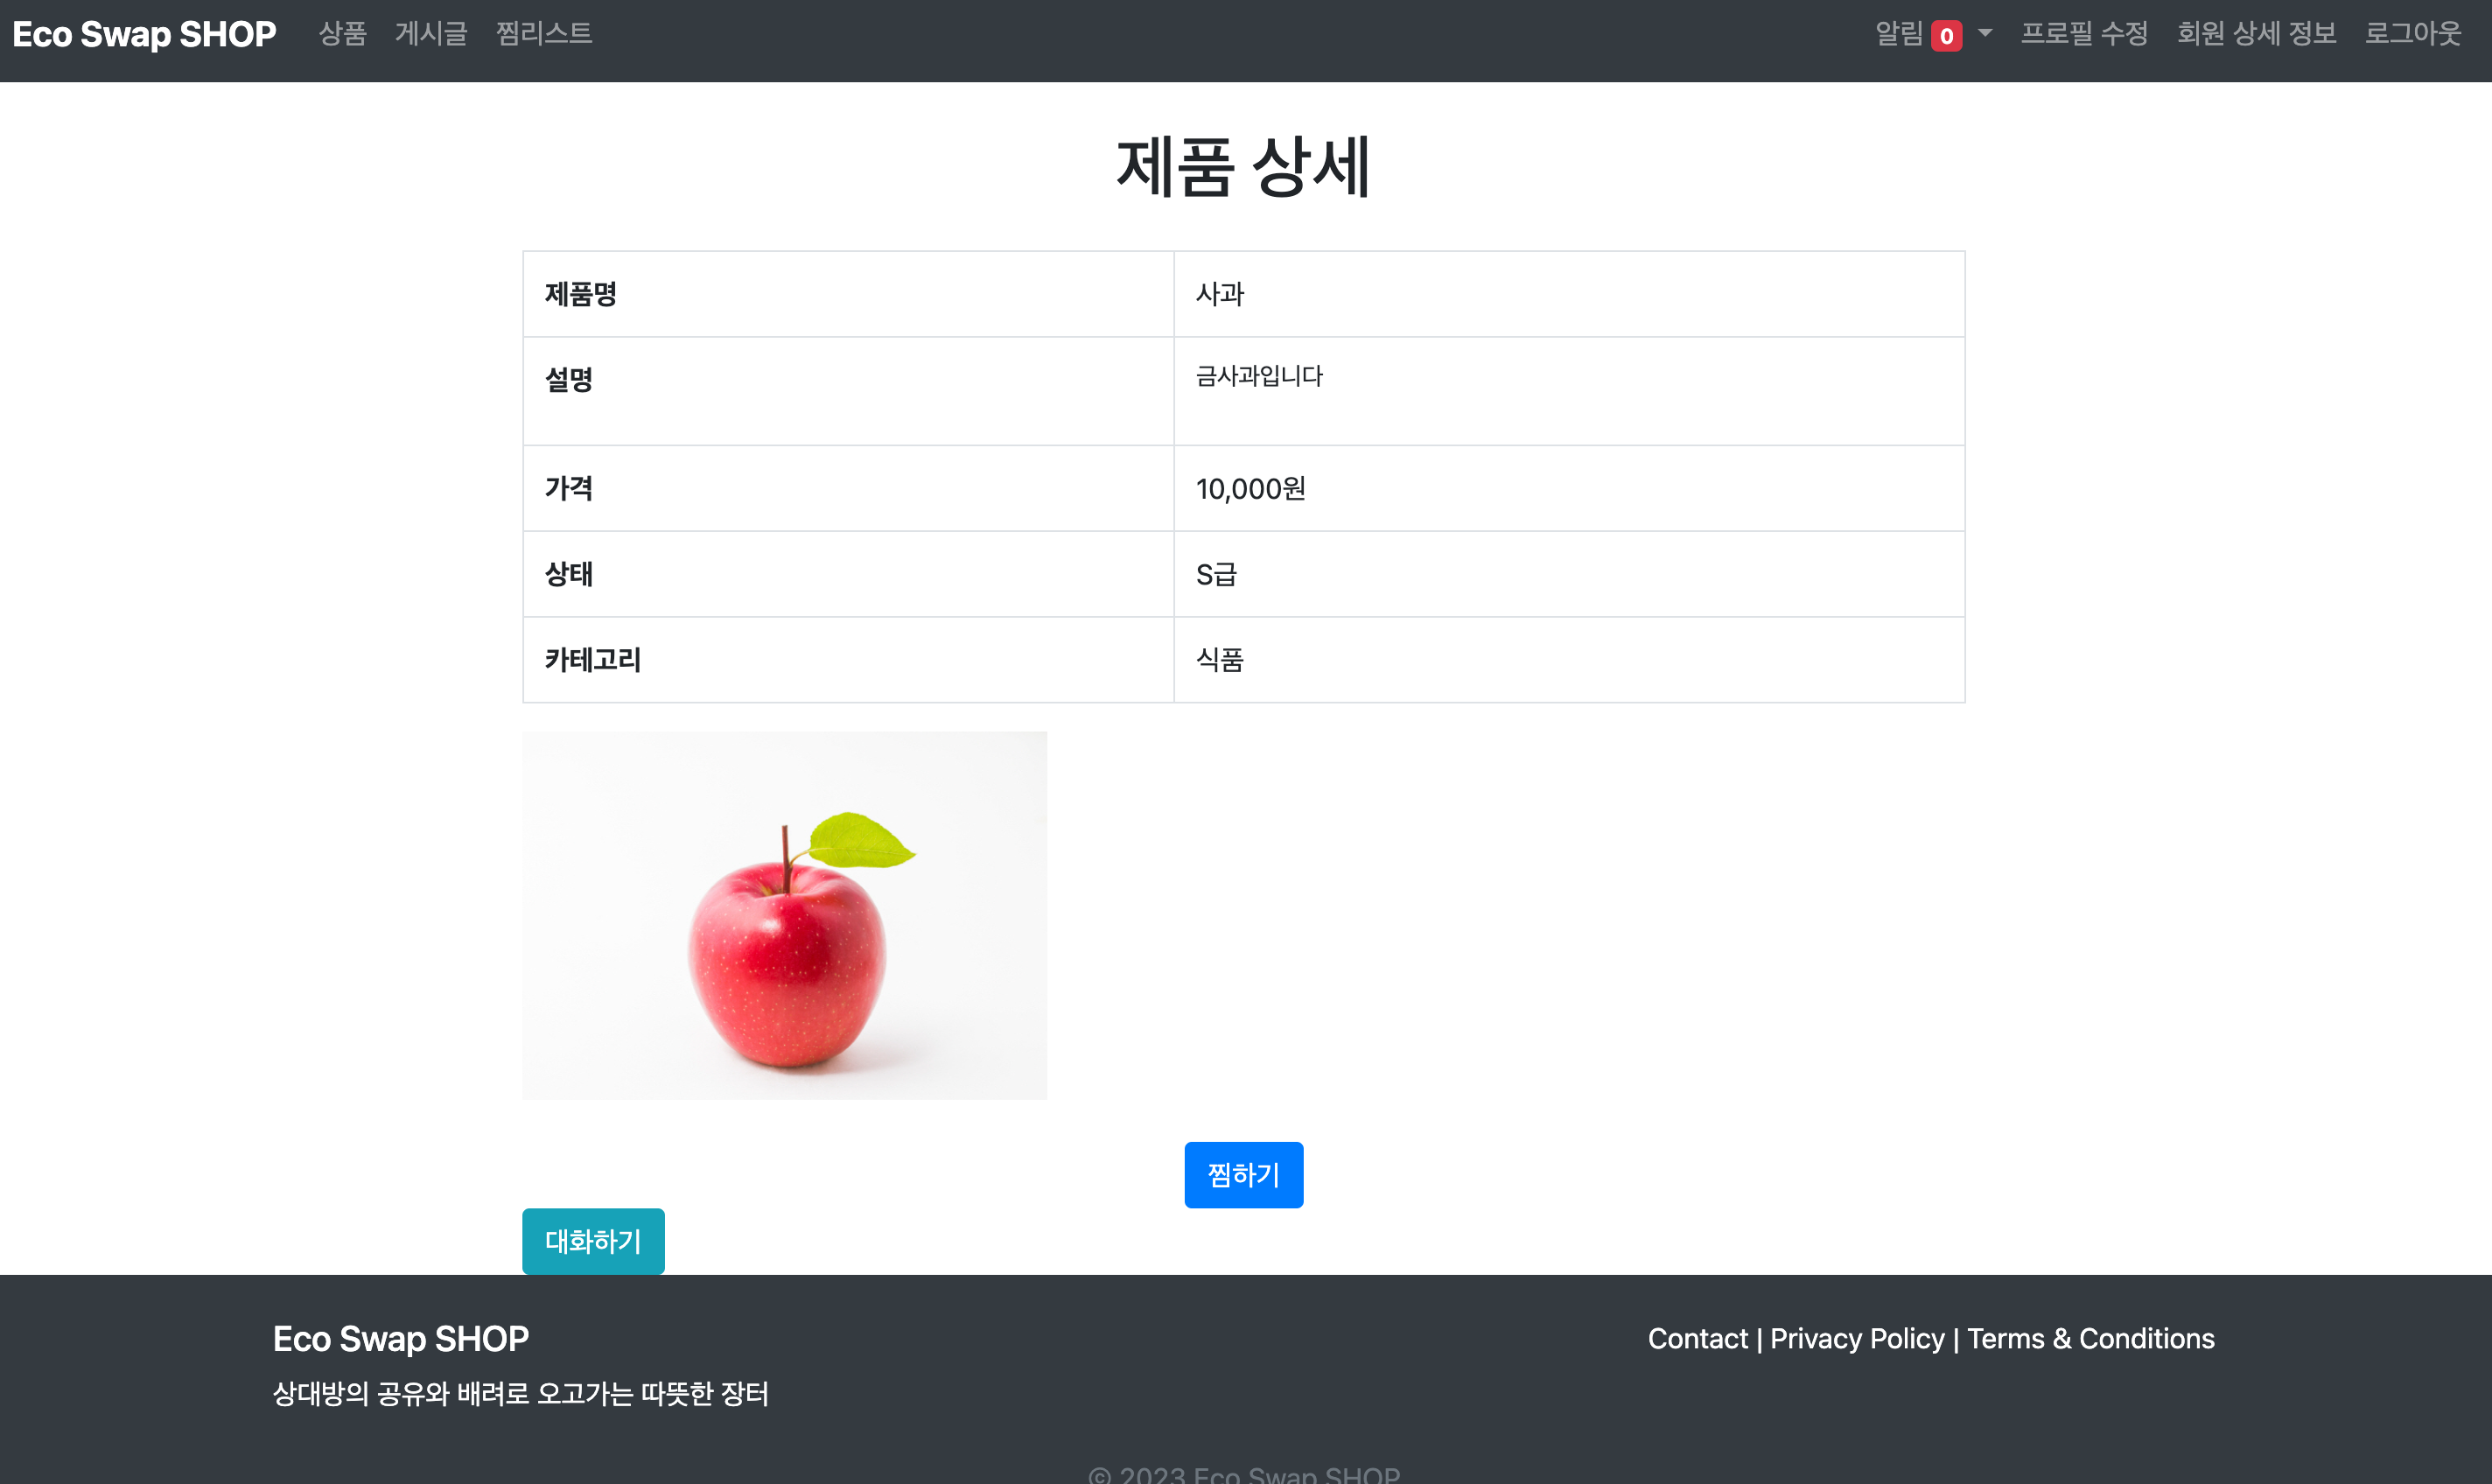 Eco Swap SHOP 상품 게시글 찜리스트 알림 0 프로필 수정 회원 상세 정보 로그아웃
제품 상세
제품명 사과
설명 금사과입니다
가격 10,000원
상태 S급
카테고리 식품
찜하기
대화하기
Eco Swap SHOP Contact | Privacy Policy | Terms & Conditions
상대방의 공유와 배려로 오고가는 따뜻한 장터
© 2023 Eco Swap SHOP